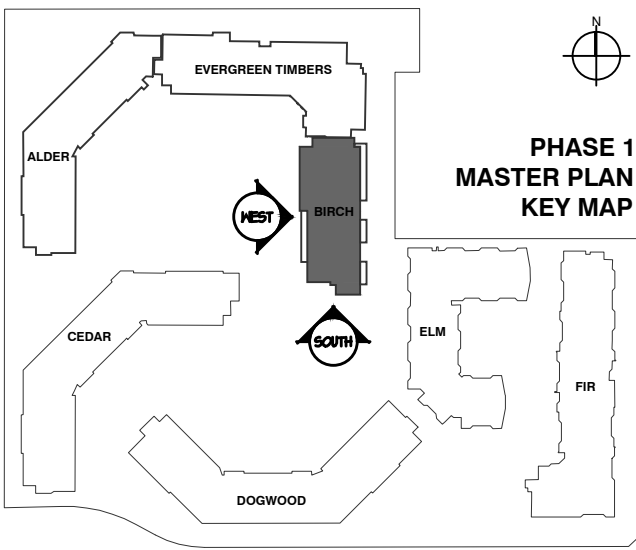 N
EVERGREEN TIMBERS
PHASE 1
MASTER PLAN
KEY MAP
ALDER
WEST
BIRCH
CEDAR
SOUTH
ELM
FIR
DOGWOOD